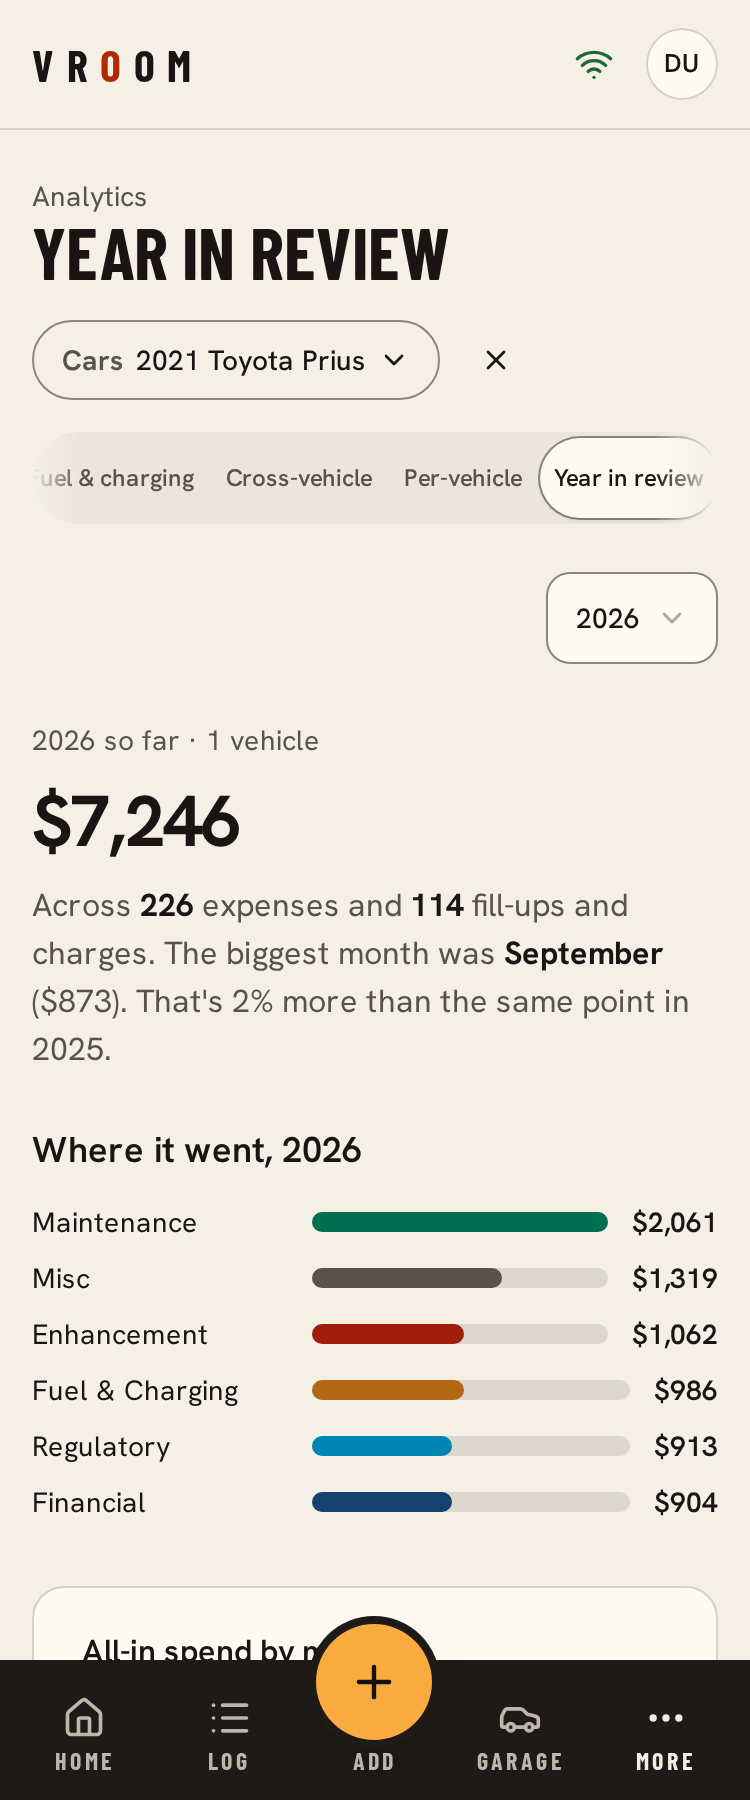 VROOM
DU
Analytics
YEAR IN REVIEW
Cars 2021 Toyota Prius
Fuel & charging Cross-vehicle Per-vehicle Year in review
2026
2026 so far · 1 vehicle
$7,246
Across 226 expenses and 114 fill-ups and
charges. The biggest month was September
($873). That's 2% more than the same point in
2025.
Where it went, 2026
Maintenance $2,061
Misc $1,319
Enhancement $1,062
Fuel & Charging $986
Regulatory $913
Financial $904
All-in spend by
HOME LOG ADD GARAGE MORE